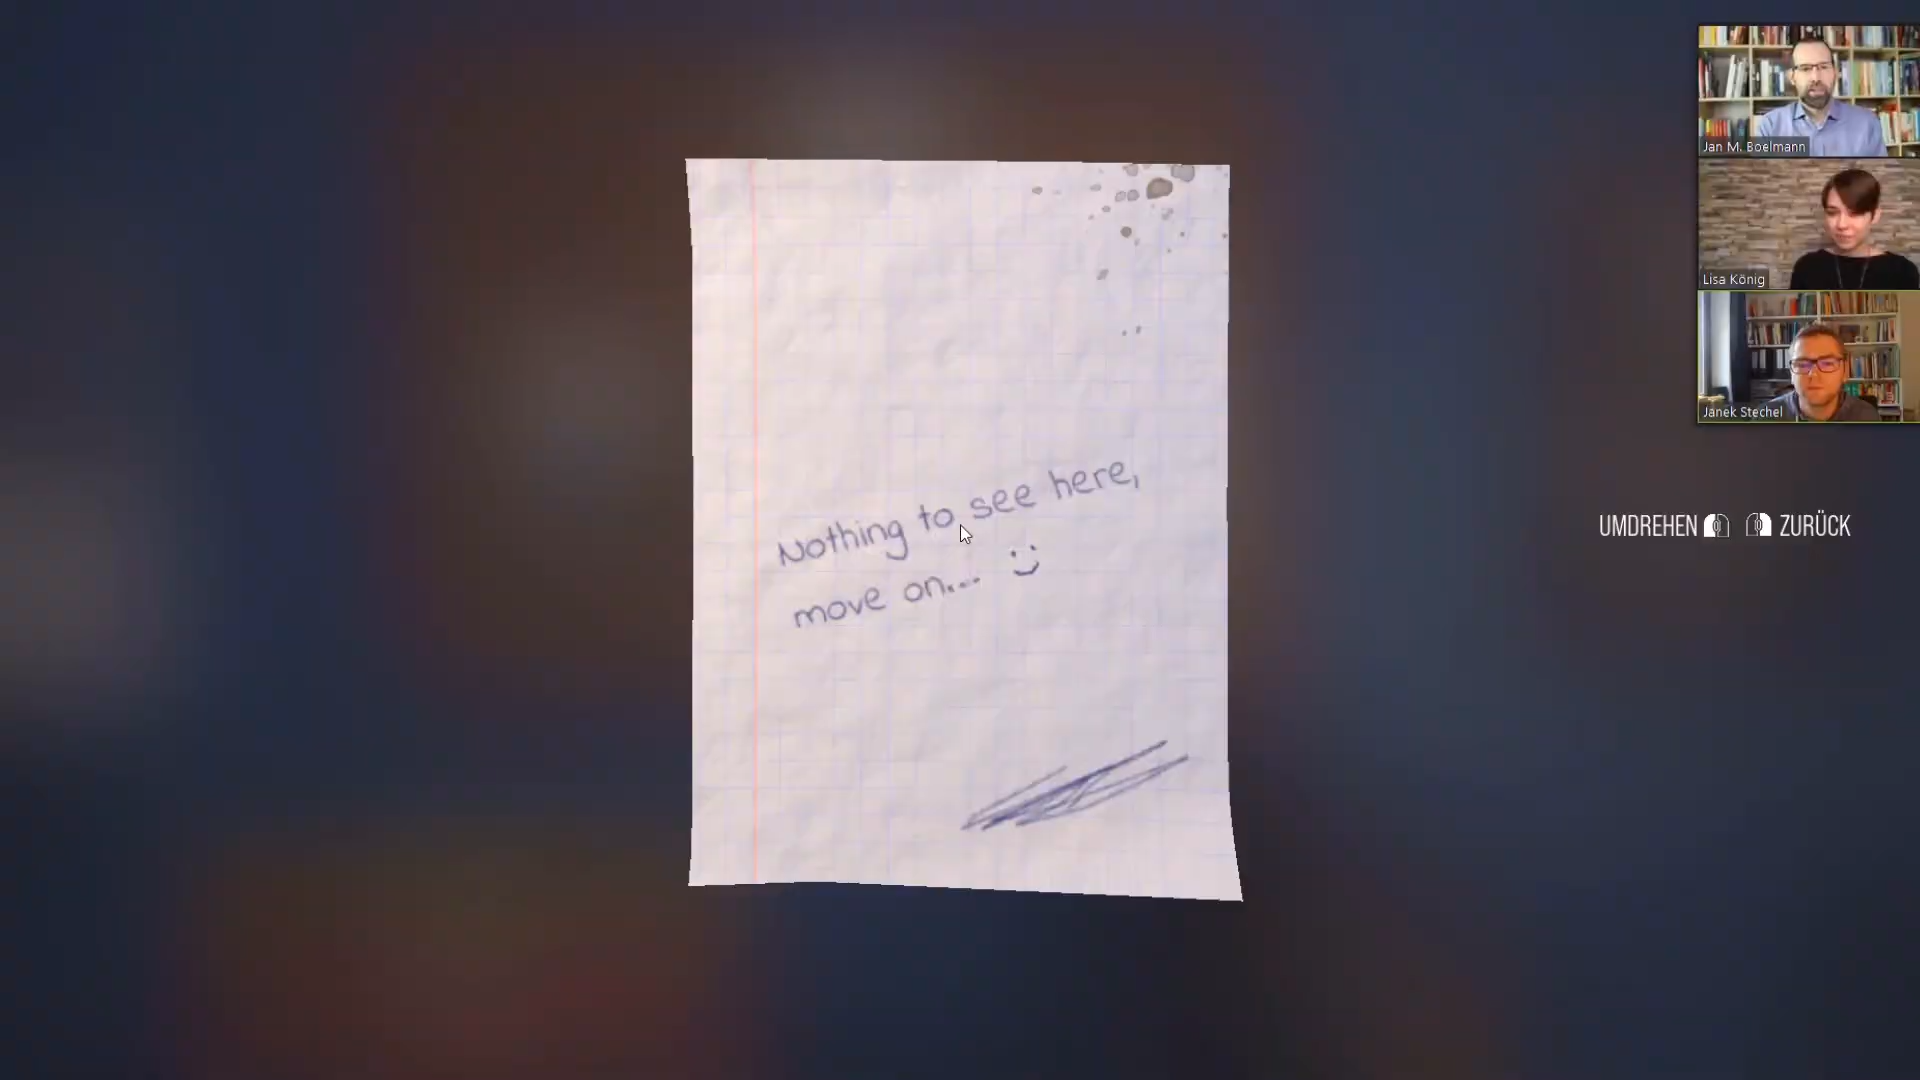 Jan M. Boelmann
Lisa König
Janek Stechel
Nothing to see here,
move on... :)
UMDREHEN ZURÜCK